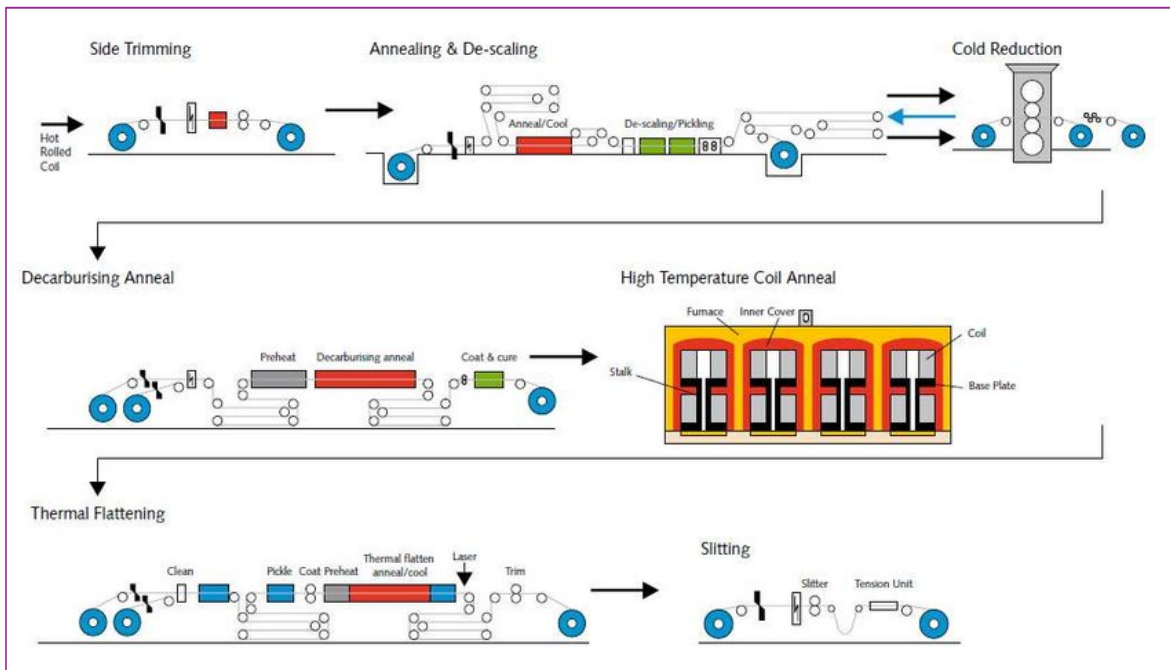 Side Trimming
Annealing & De-scaling
Cold Reduction
Hot
Rolled
Coil
Anneal/Cool
De-scaling/Pickling
Decarburising Anneal
High Temperature Coil Anneal
Preheat
Decarburising anneal
Coat & cure
Furnace
Inner Cover
Coil
Stalk
Base Plate
Thermal Flattening
Slitting
Clean
Pickle
Coat
Preheat
Thermal flatten
anneal/cool
Laser
Trim
Slitter
Tension Unit